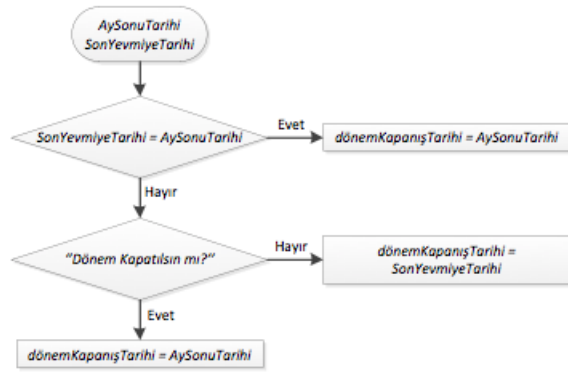 AySonuTarihi
SonYevmiyeTarihi
SonYevmiyeTarihi = AySonuTarihi
Evet
dönemKapanışTarihi = AySonuTarihi
Hayır
"Dönem Kapatılsın mı?"
Hayır
dönemKapanışTarihi =
SonYevmiyeTarihi
Evet
dönemKapanışTarihi = AySonuTarihi